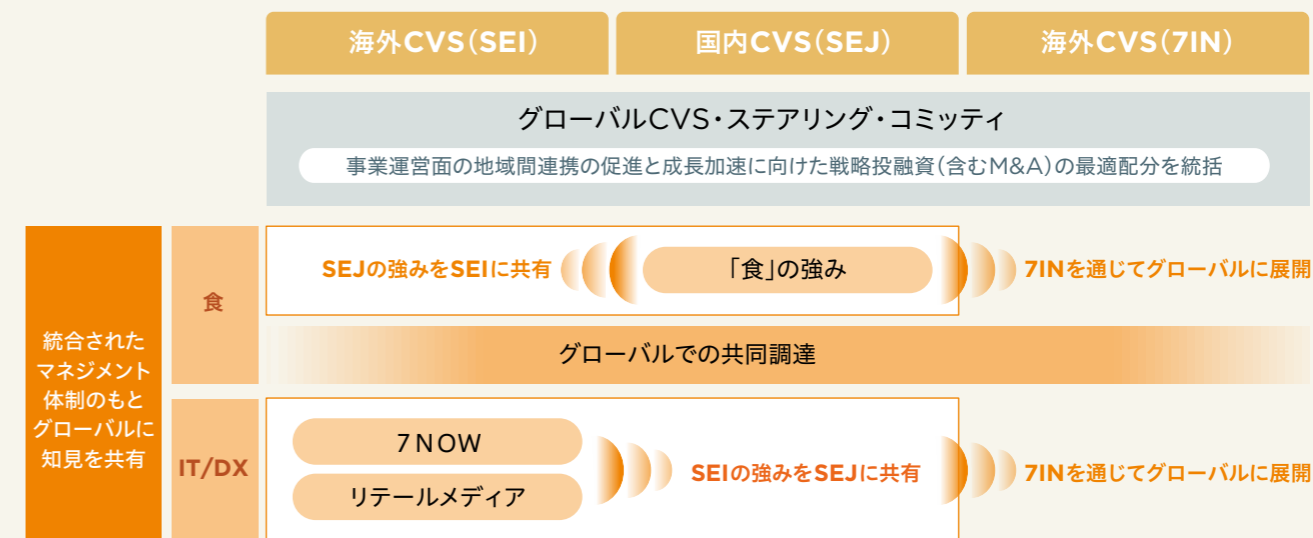 海外CVS(SEI)
国内CVS(SEJ)
海外CVS(7IN)
グローバルCVS・ステアリング・コミッティ
事業運営面の地域間連携の促進と成長加速に向けた戦略投融資(含むM&A)の最適配分を統括
統合された
マネジメント
体制のもと
グローバルに
知見を共有
食
SEJの強みをSEIに共有
「食」の強み
7INを通じてグローバルに展開
グローバルでの共同調達
IT/DX
7NOW
リテールメディア
SEIの強みをSEJに共有
7INを通じてグローバルに展開